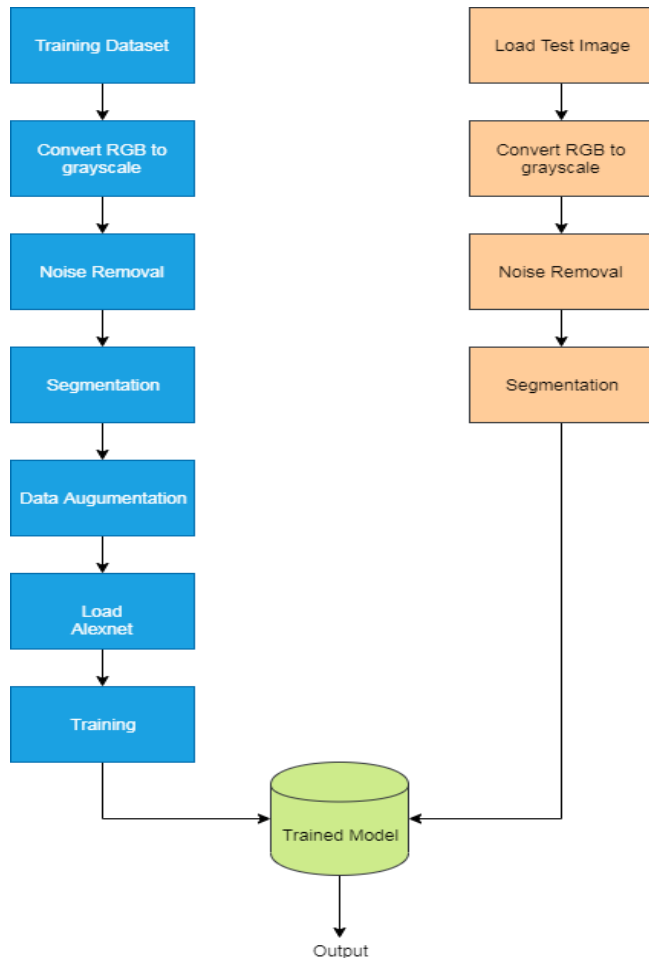 Training Dataset
Convert RGB to
grayscale
Noise Removal
Segmentation
Data Augumentation
Load
Alexnet
Training
Load Test Image
Convert RGB to
grayscale
Noise Removal
Segmentation
Trained Model
Output